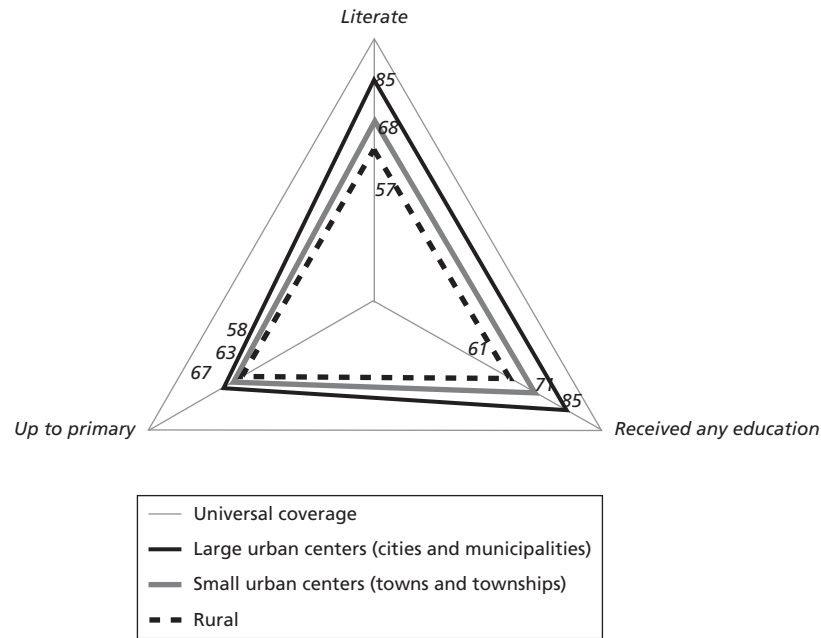 Literate
85
68
57
58
61
63
67
71
85
Up to primary
Received any education
Universal coverage
Large urban centers (cities and municipalities)
Small urban centers (towns and townships)
Rural